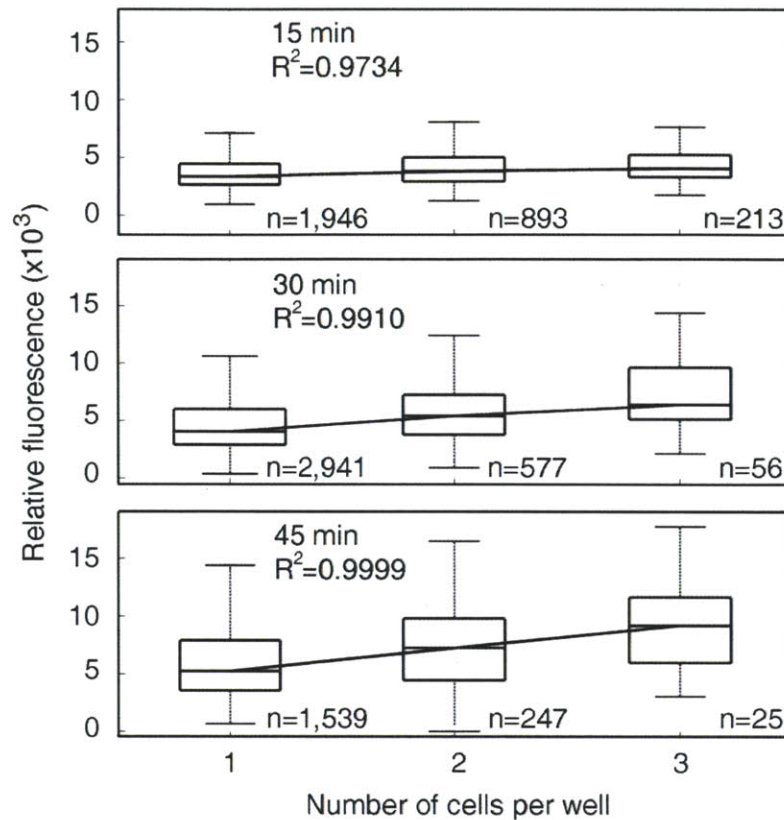 Relative fluorescence (x10³)
15 min
R²=0.9734
15
10
5
0
n=1,946 n=893 n=213
30 min
R²=0.9910
15
10
5
0
n=2,941 n=577 n=56
45 min
R²=0.9999
15
10
5
0
n=1,539 n=247 n=25
1 2 3
Number of cells per well